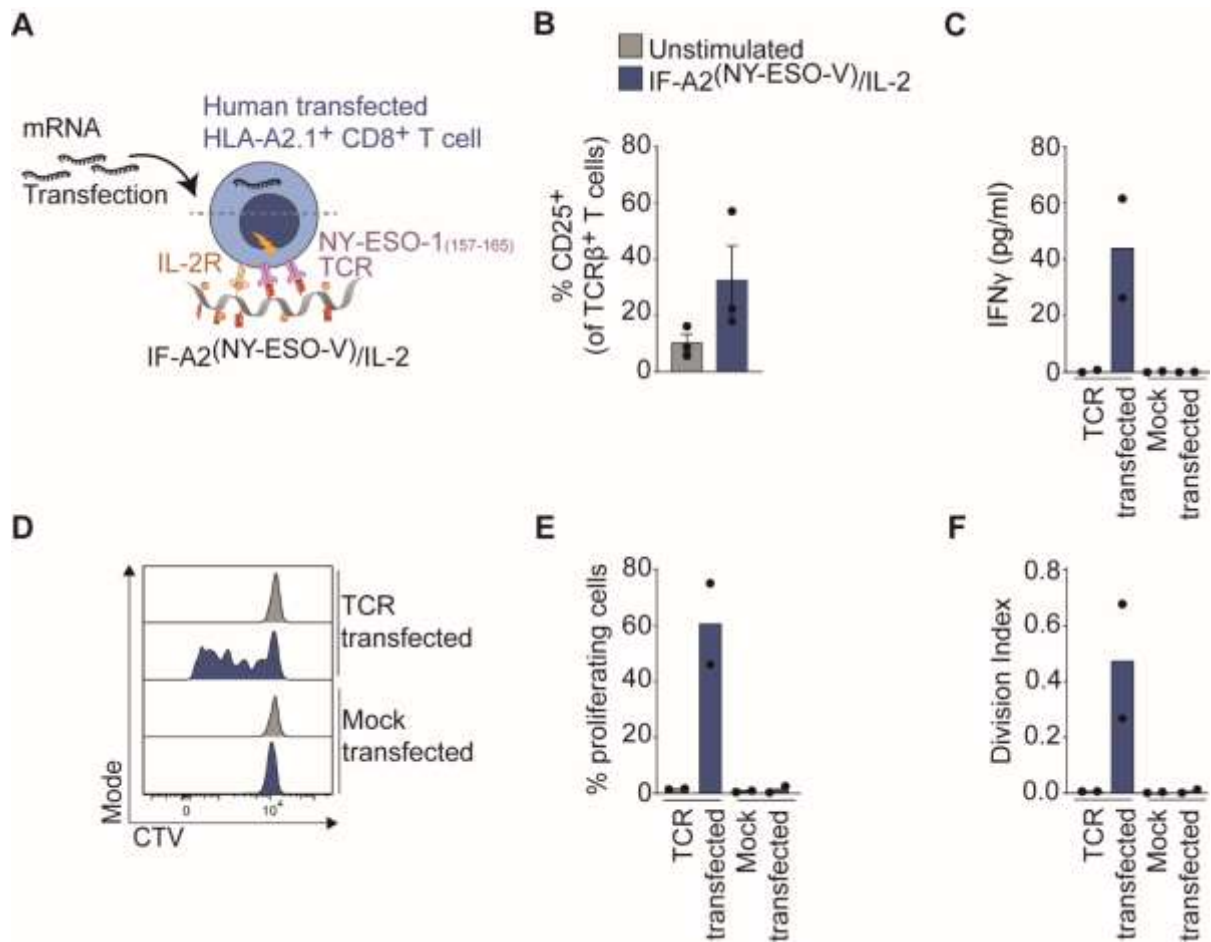 A
mRNA
Transfection
Human transfected
HLA-A2.1+ CD8+ T cell
IL-2R
NY-ESO-1(157-165)
TCR
IF-A2(NY-ESO-V)/IL-2
B
Unstimulated
IF-A2(NY-ESO-V)/IL-2
% CD25+
(of TCRβ+ T cells)
80
60
40
20
0
C
IFNγ (pg/ml)
80
60
40
20
0
TCR
transfected
Mock
transfected
D
TCR
transfected
Mock
transfected
Mode
0
10^4
CTV
E
% proliferating cells
80
60
40
20
0
TCR
transfected
Mock
transfected
F
Division Index
0.8
0.6
0.4
0.2
0.0
TCR
transfected
Mock
transfected